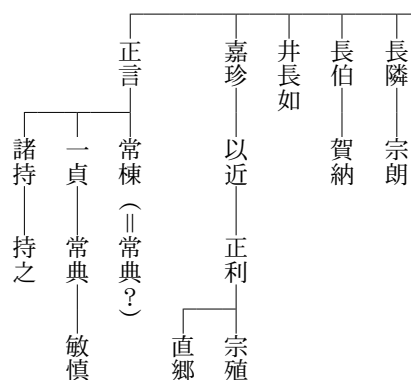 長隣
宗朗
長伯
賀納
井長如
嘉珍
以近
正利
宗殖
直郷
正言
常棟（＝常典？）
一貞
常典
敏慎
諸持
持之